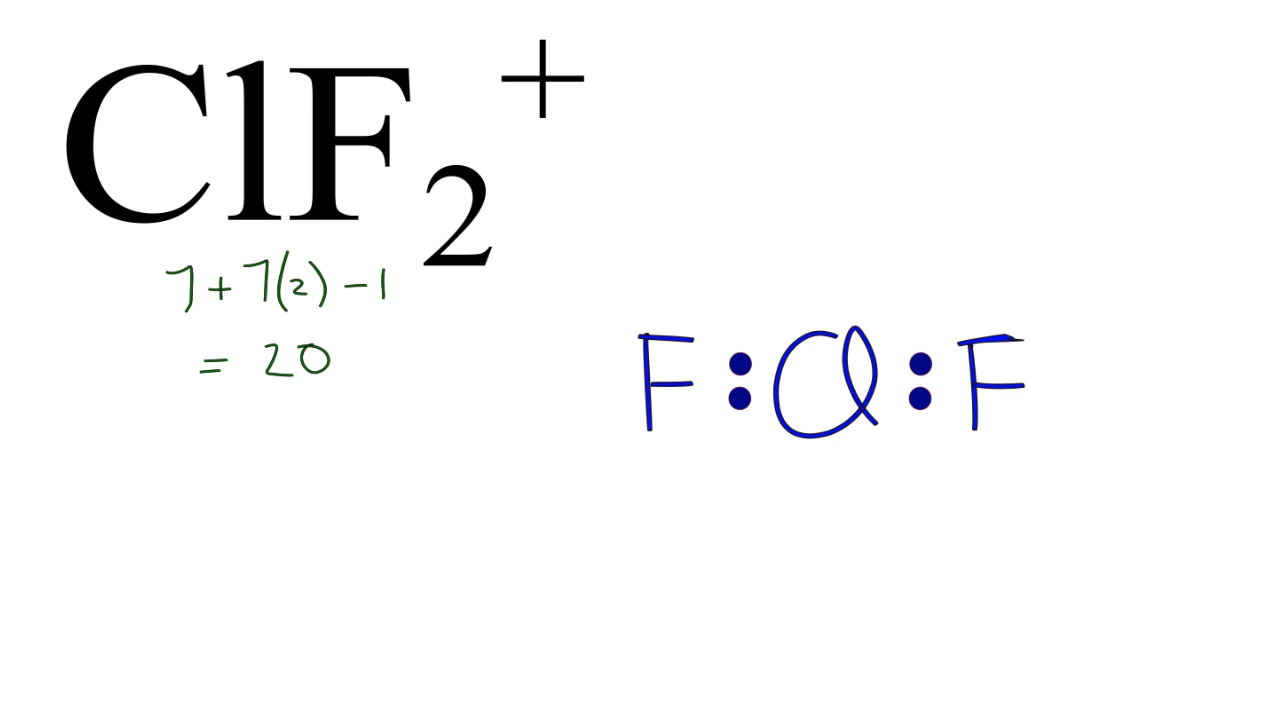 ClF₂⁺
7+7(2)-1
= 20
F:Cl:F